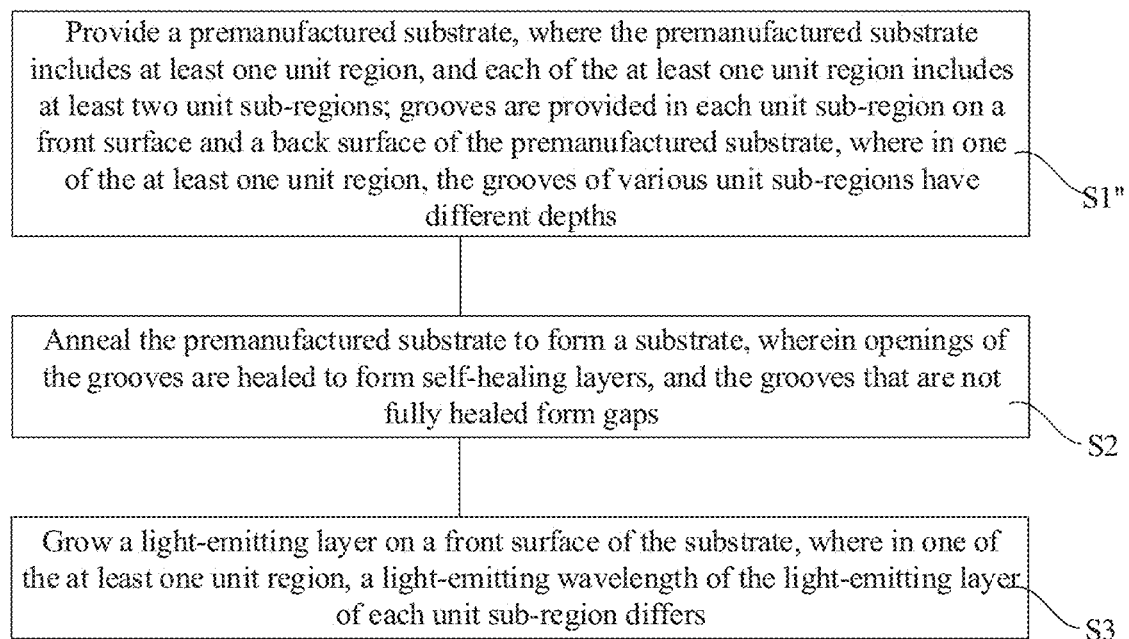 Provide a premanufactured substrate, where the premanufactured substrate
includes at least one unit region, and each of the at least one unit region includes
at least two unit sub-regions; grooves are provided in each unit sub-region on a
front surface and a back surface of the premanufactured substrate, where in one
of the at least one unit region, the grooves of various unit sub-regions have
different depths
S1"
Anneal the premanufactured substrate to form a substrate, wherein openings of
the grooves are healed to form self-healing layers, and the grooves that are not
fully healed form gaps
S2
Grow a light-emitting layer on a front surface of the substrate, where in one of
the at least one unit region, a light-emitting wavelength of the light-emitting layer
of each unit sub-region differs
S3